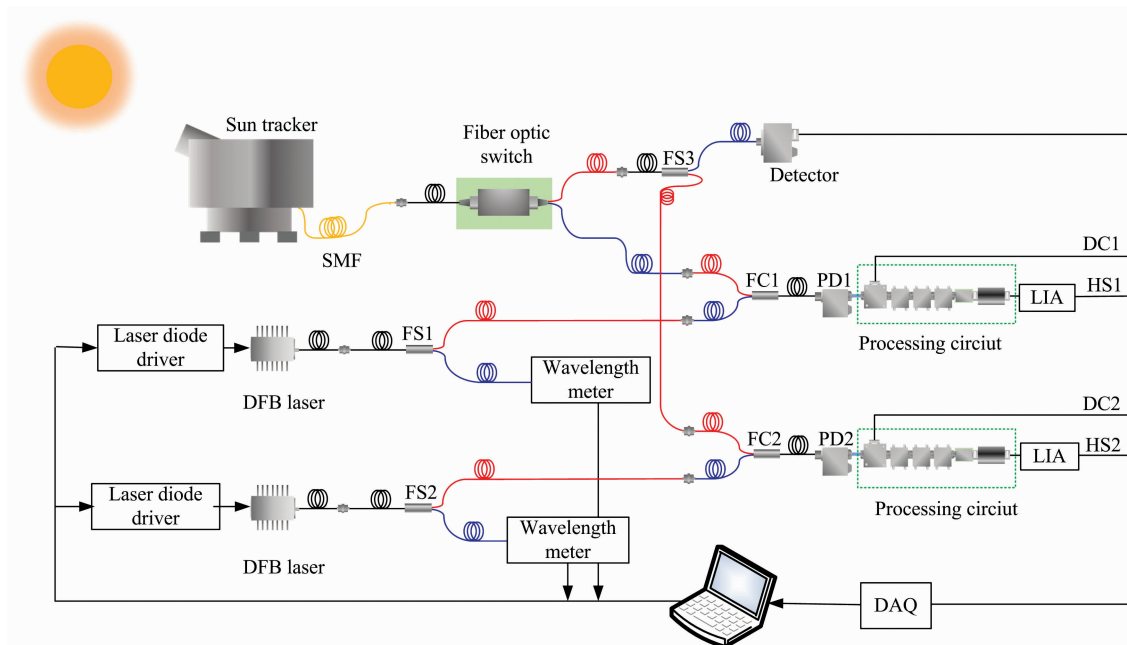 Sun tracker
Fiber optic
switch
FS3
Detector
SMF
DC1
FC1
PD1
HS1
LIA
Processing circiut
Laser diode
driver
FS1
DFB laser
Wavelength
meter
DC2
FC2
PD2
HS2
LIA
Processing circiut
Laser diode
driver
FS2
DFB laser
Wavelength
meter
DAQ